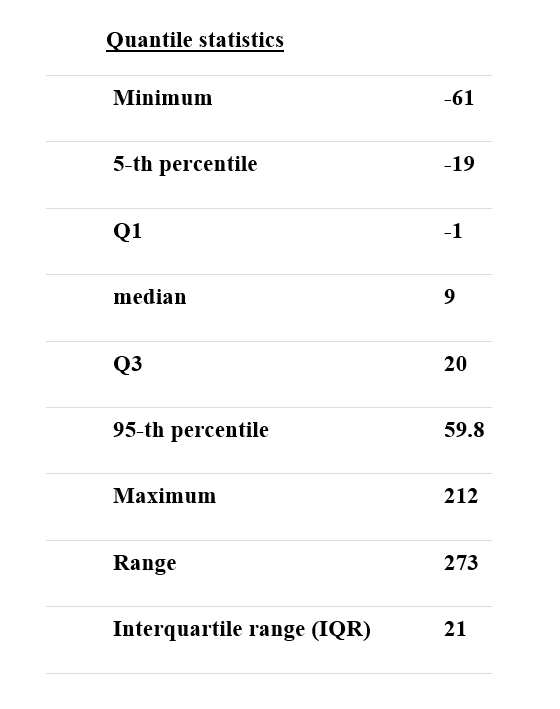 Quantile statistics
Minimum -61
5-th percentile -19
Q1 -1
median 9
Q3 20
95-th percentile 59.8
Maximum 212
Range 273
Interquartile range (IQR) 21